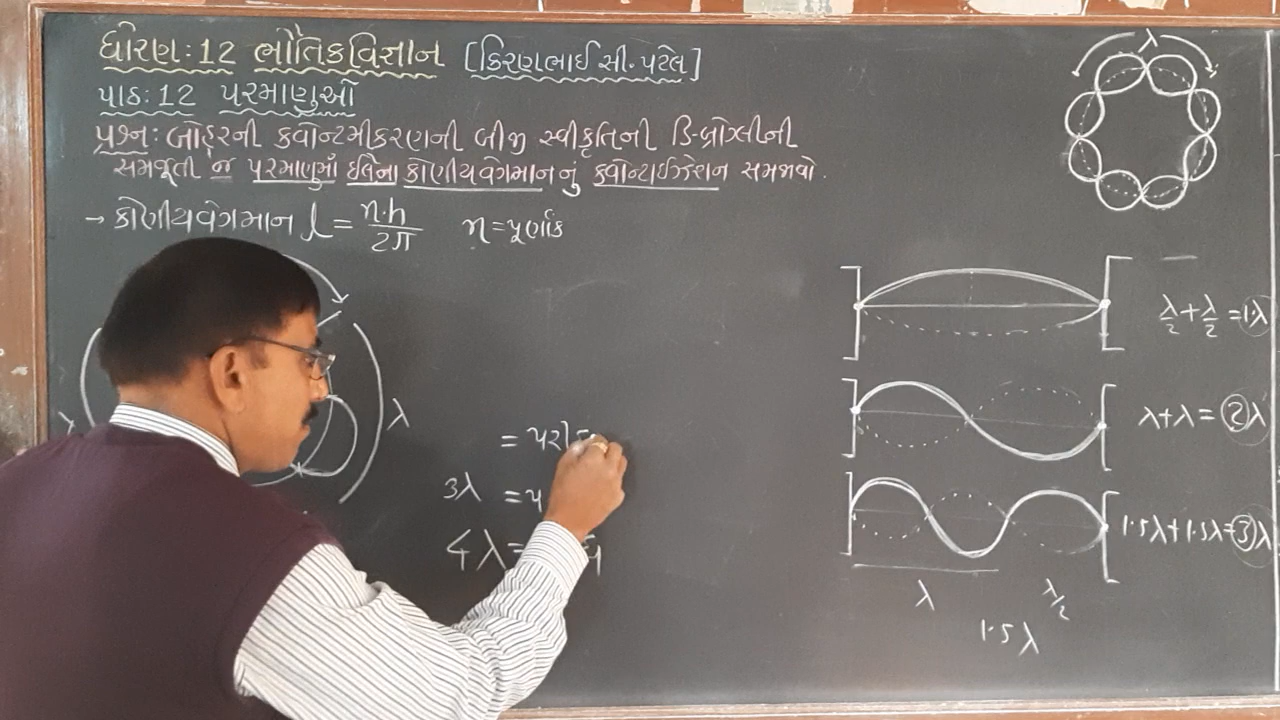 ધોરણ:12 ભૌતિકવિજ્ઞાન [કિરણભાઈ સી. પટેલ]
પાઠ:12 પરમાણુઓ
પ્રશ્ન: બોહરની ક્વૉન્ટમીકરણની બીજી સ્વીકૃતિની ડિ-બ્રોગ્લીની
સમજૂતી જ પરમાણુમાં ઈલેના કોણીયવેગમાનનું ક્વોન્ટાઈઝેશન સમજાવો.
→ કોણીયવેગમાન l = n.h/2π n=પૂર્ણાંક
λ
λ
λ
= પરિ
3λ =
4λ =
λ/2 + λ/2 = 1.λ
λ+λ = 2λ
1.5λ+1.5λ=3λ
λ λ/2
1.5λ